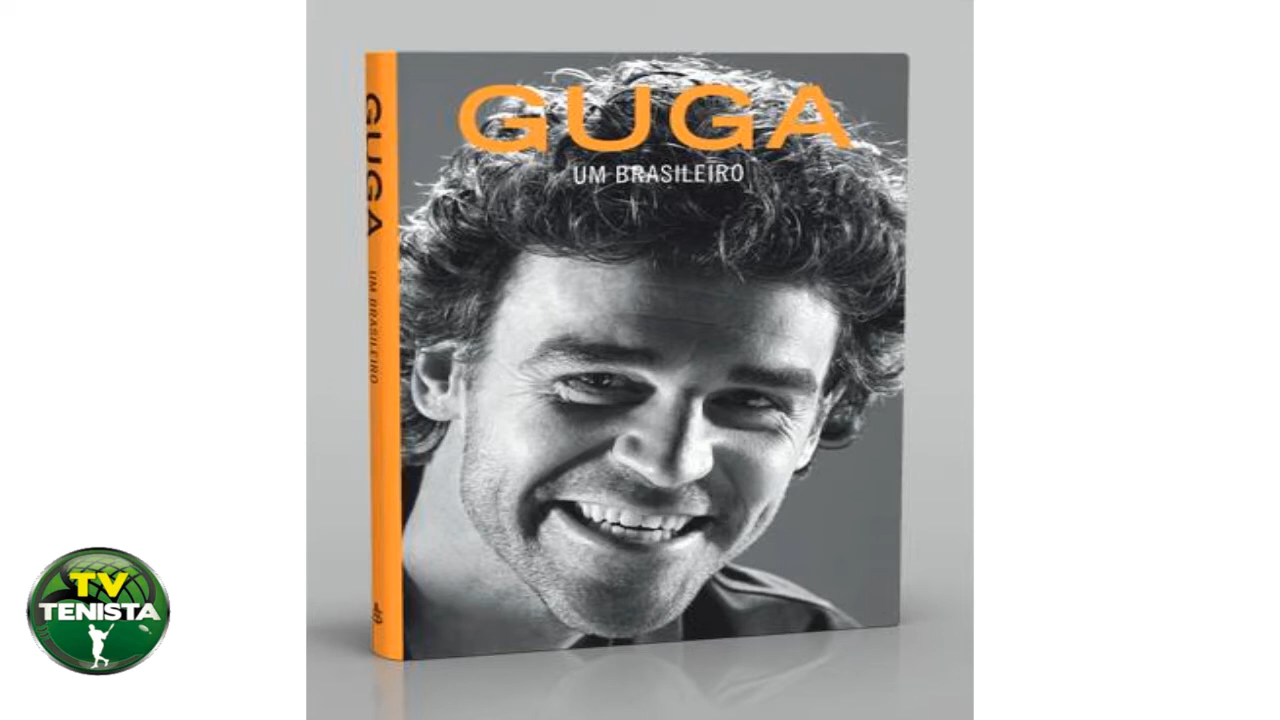 GUGA
UM BRASILEIRO
GUGA
UM BRASILEIRO
TV
TENISTA